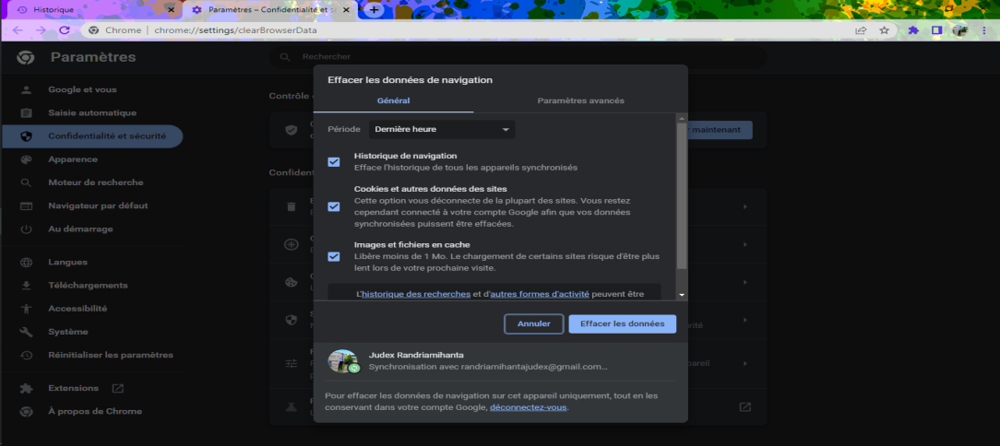 Historique
Paramètres – Confidentialité et s
Chrome | chrome://settings/clearBrowserData
Paramètres
Rechercher
Google et vous
Saisie automatique
Confidentialité et sécurité
Apparence
Moteur de recherche
Navigateur par défaut
Au démarrage
Langues
Téléchargements
Accessibilité
Système
Réinitialiser les paramètres
Extensions
À propos de Chrome
Contrôle
maintenant
Confident
Effacer les données de navigation
Général
Paramètres avancés
Période
Dernière heure
Historique de navigation
Efface l'historique de tous les appareils synchronisés
Cookies et autres données des sites
Cette option vous déconnecte de la plupart des sites. Vous restez
cependant connecté à votre compte Google afin que vos données
synchronisées puissent être effacées.
Images et fichiers en cache
Libère moins de 1 Mo. Le chargement de certains sites risque d'être plus
lent lors de votre prochaine visite.
L'historique des recherches et d'autres formes d'activité peuvent être
Annuler
Effacer les données
rité
areil
Judex Randriamihanta
Synchronisation avec randriamihantajudex@gmail.com...
Pour effacer les données de navigation sur cet appareil uniquement, tout en les
conservant dans votre compte Google, déconnectez-vous.